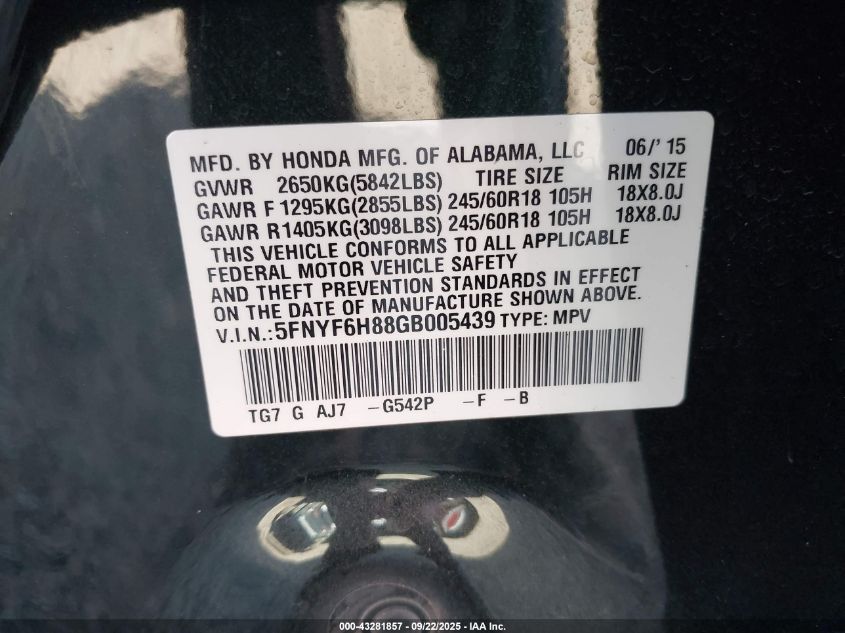 MFD. BY HONDA MFG. OF ALABAMA, LLC 06/' 15
GVWR 2650KG(5842LBS) TIRE SIZE RIM SIZE
GAWR F 1295KG(2855LBS) 245/60R18 105H 18X8.0J
GAWR R1405KG(3098LBS) 245/60R18 105H 18X8.0J
THIS VEHICLE CONFORMS TO ALL APPLICABLE
FEDERAL MOTOR VEHICLE SAFETY
AND THEFT PREVENTION STANDARDS IN EFFECT
ON THE DATE OF MANUFACTURE SHOWN ABOVE.
V.I.N.:5FNYF6H88GB005439 TYPE: MPV
TG7 G AJ7 -G542P -F -B
000-43281857 - 09/22/2025 - IAA Inc.